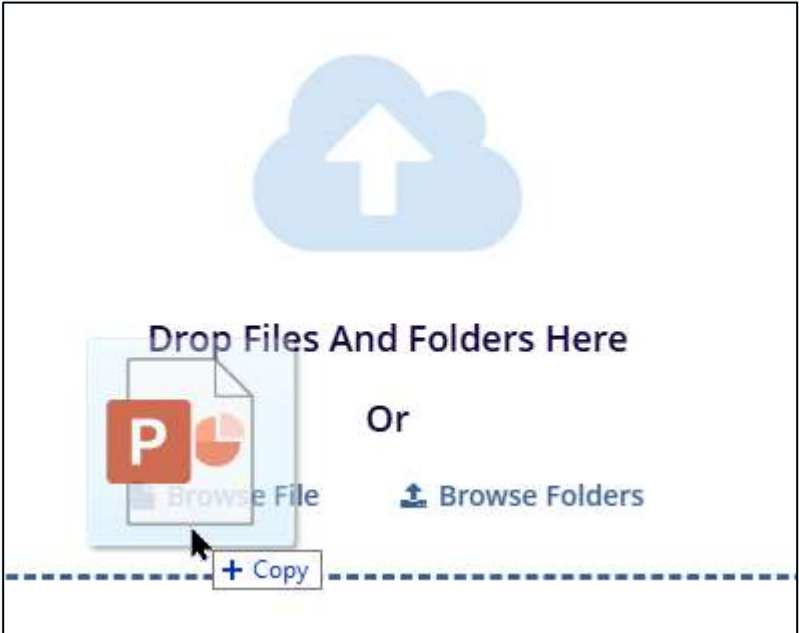 Drop Files And Folders Here
Or
P
Browse File Browse Folders
+ Copy